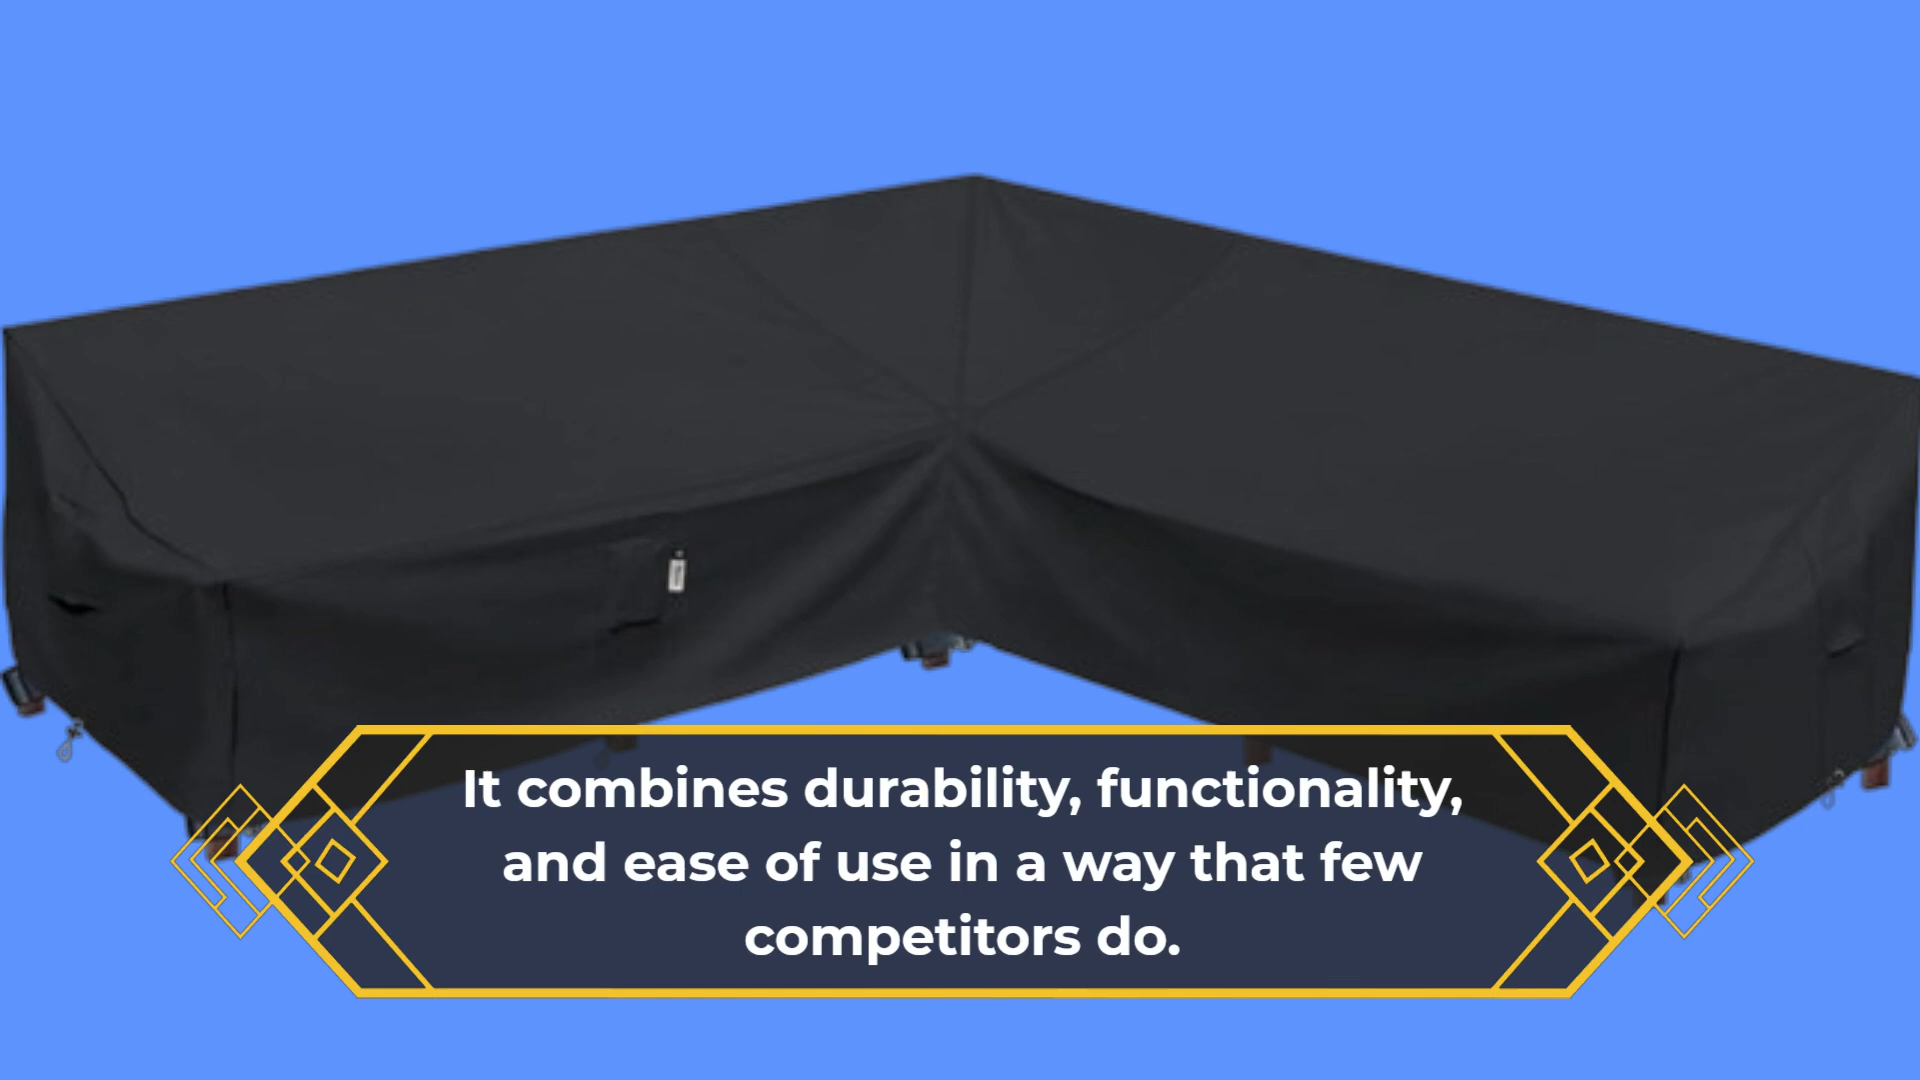 It combines durability, functionality,
and ease of use in a way that few
competitors do.